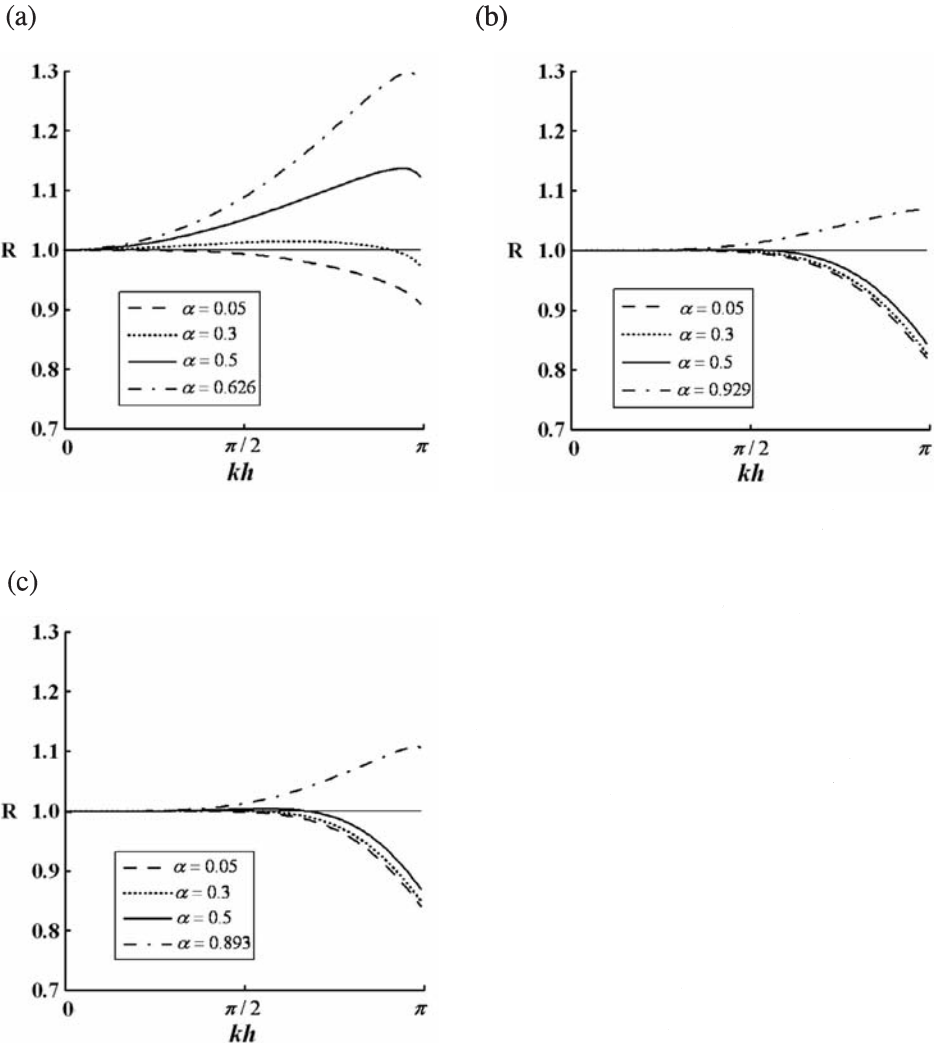 (a)
1.3
1.2
1.1
R 1.0
0.9
0.8
0.7
α = 0.05
α = 0.3
α = 0.5
α = 0.626
0 π / 2 π
kh
(b)
1.3
1.2
1.1
R 1.0
0.9
0.8
0.7
α = 0.05
α = 0.3
α = 0.5
α = 0.929
0 π / 2 π
kh
(c)
1.3
1.2
1.1
R 1.0
0.9
0.8
0.7
α = 0.05
α = 0.3
α = 0.5
α = 0.893
0 π / 2 π
kh